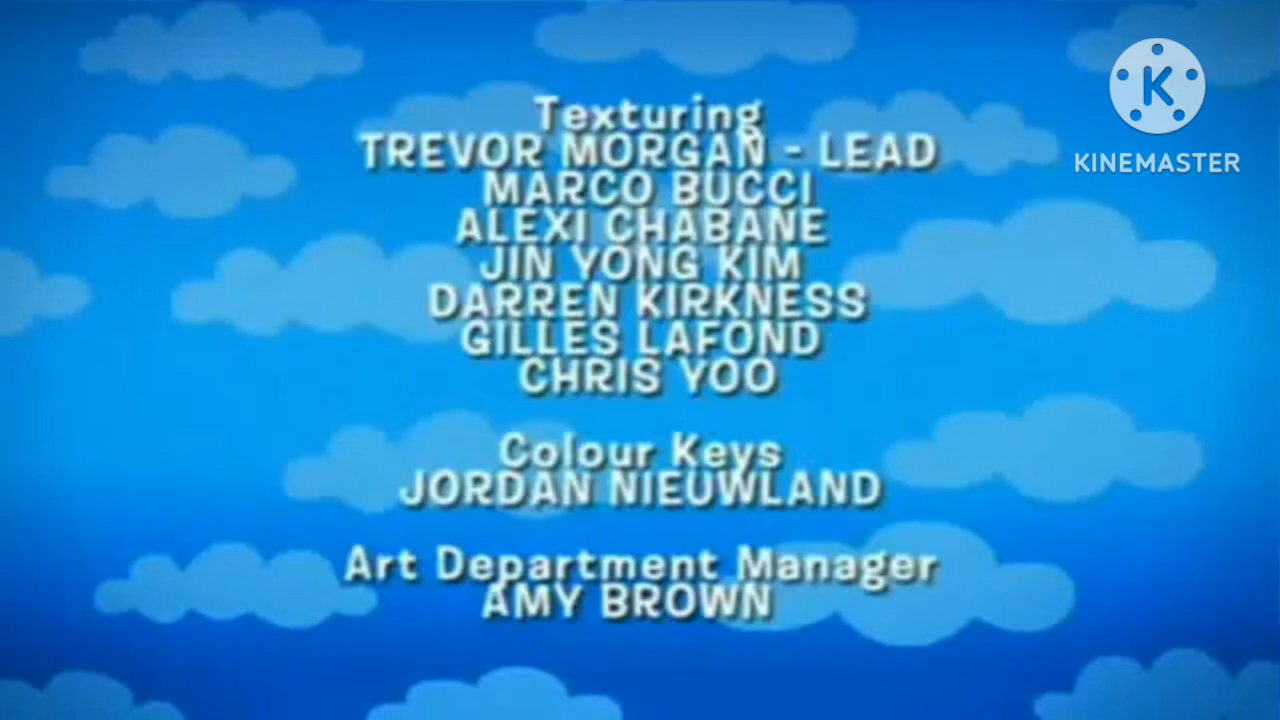 Texturing
TREVOR MORGAN - LEAD
MARCO BUCCI
ALEXI CHABANE
JIN YONG KIM
DARREN KIRKNESS
GILLES LAFOND
CHRIS YOO
Colour Keys
JORDAN NIEUWLAND
Art Department Manager
AMY BROWN
K
KINEMASTER